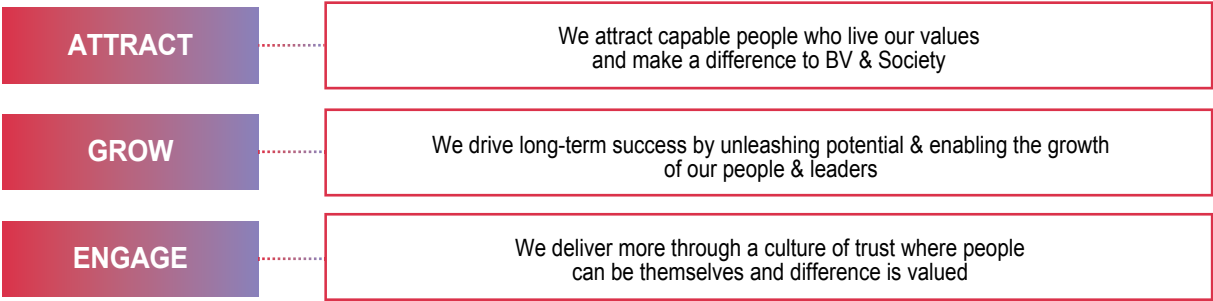 ATTRACT
We attract capable people who live our values
and make a difference to BV & Society
GROW
We drive long-term success by unleashing potential & enabling the growth
of our people & leaders
ENGAGE
We deliver more through a culture of trust where people
can be themselves and difference is valued